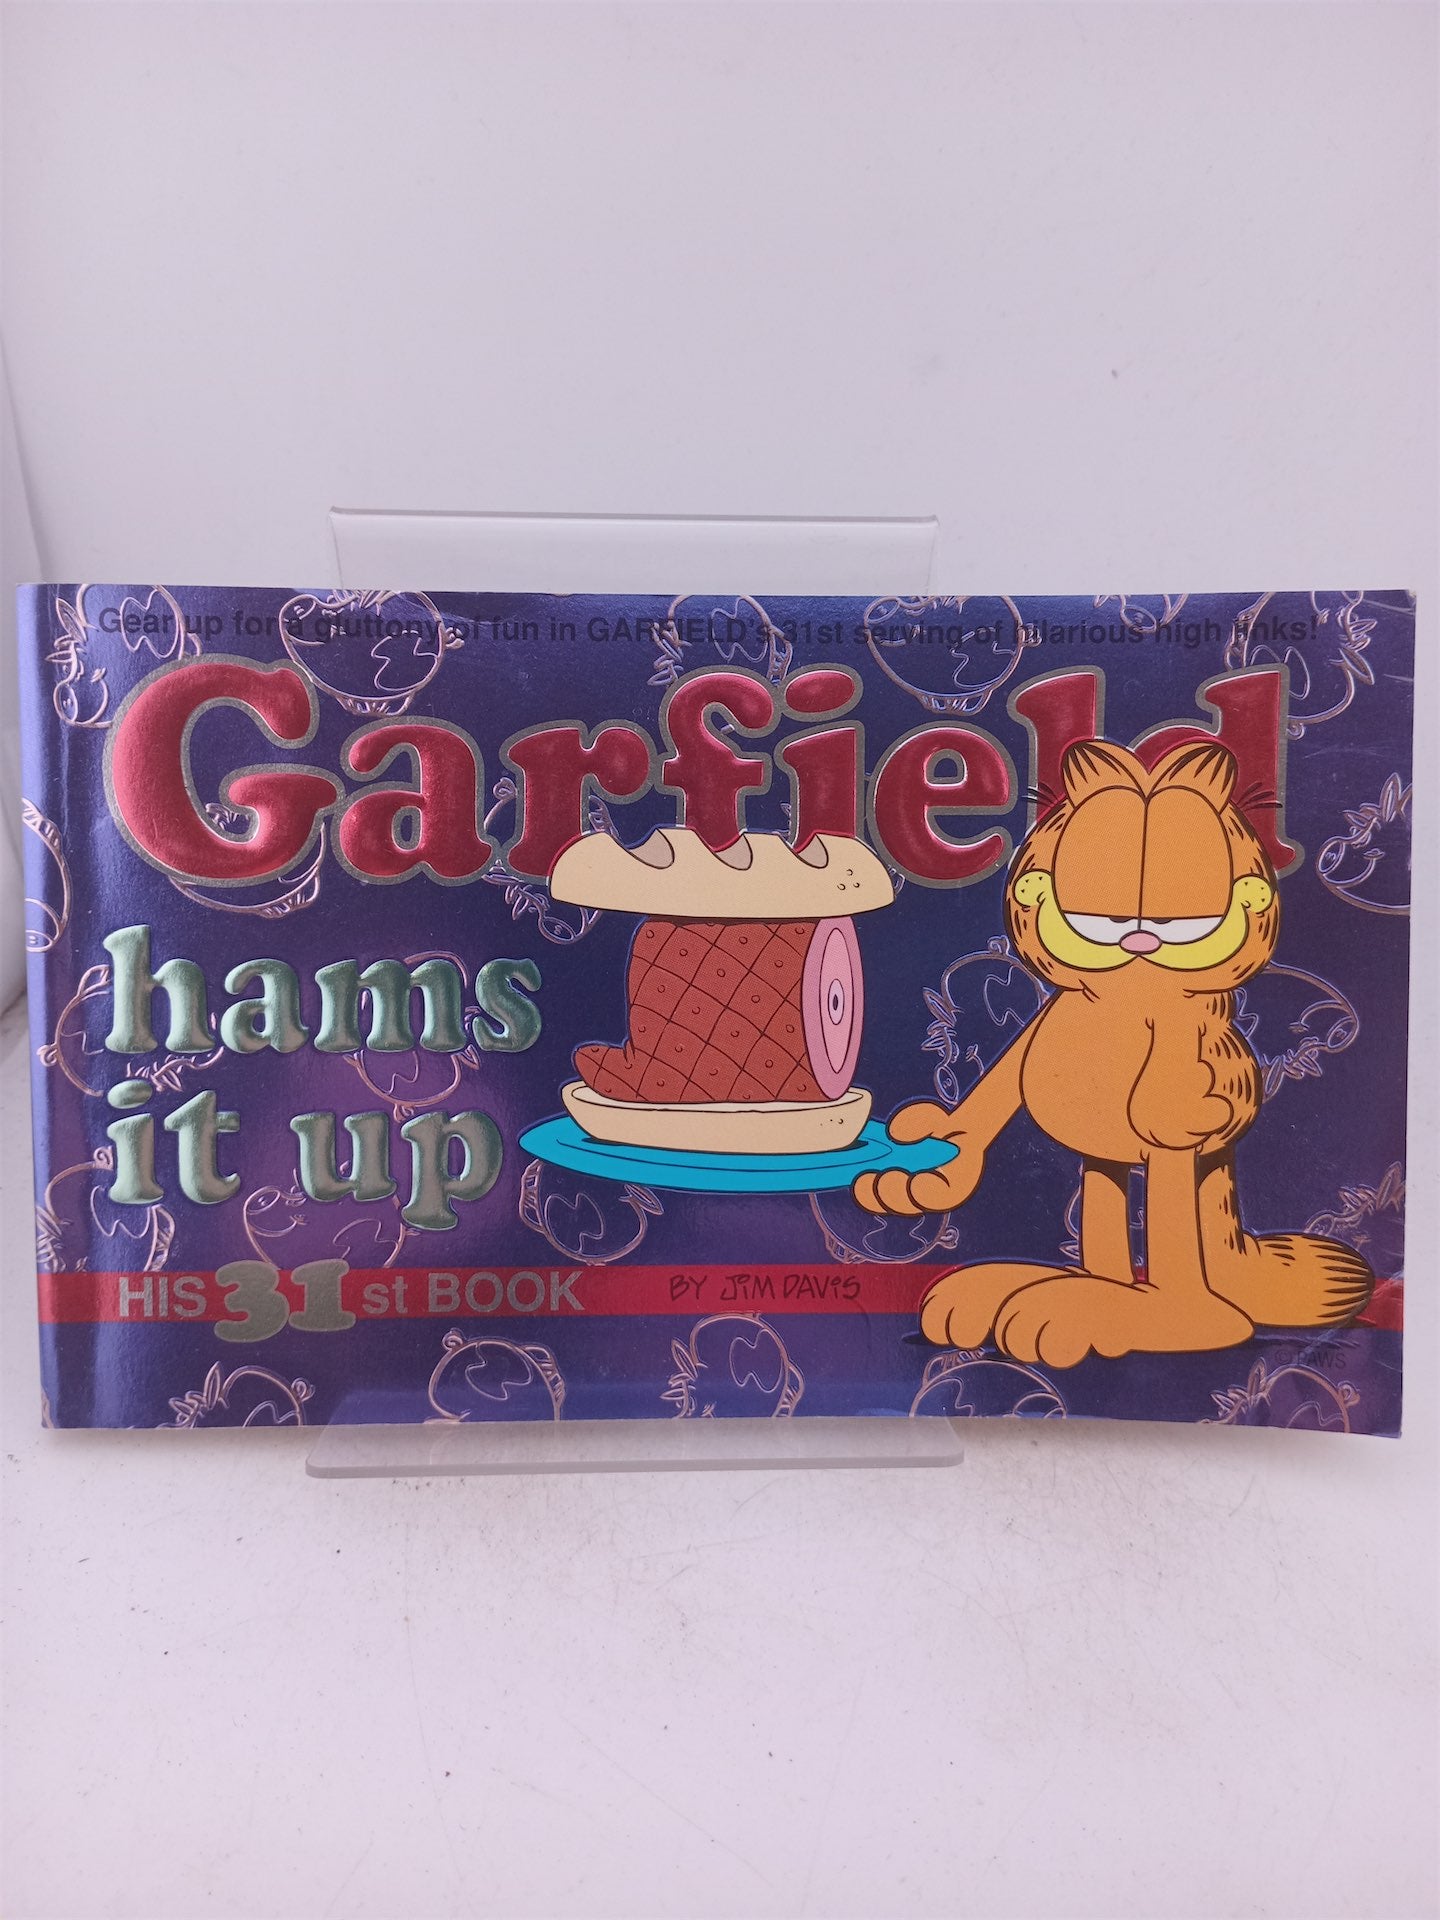 Gear up for a gluttony of fun in GARFIELD's 31st serving of hilarious high jinks!
Garfield
hams
it up
HIS 31st BOOK
BY JIM DAVIS
© PAWS